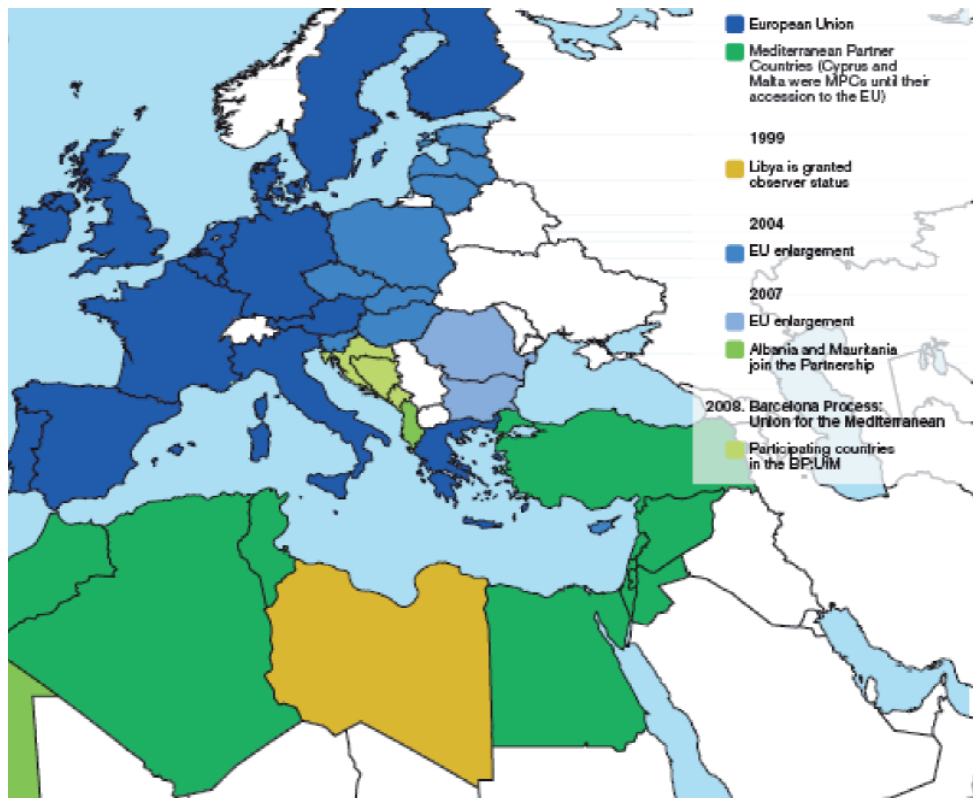 European Union
Mediterranean Partner
Countries (Cyprus and
Malta were MPCs until their
accession to the EU)
1999
Libya is granted
observer status
2004
EU enlargement
2007
EU enlargement
Albania and Mauritania
join the Partnership
2008. Barcelona Process:
Union for the Mediterranean
Participating countries
in the BP:UfM